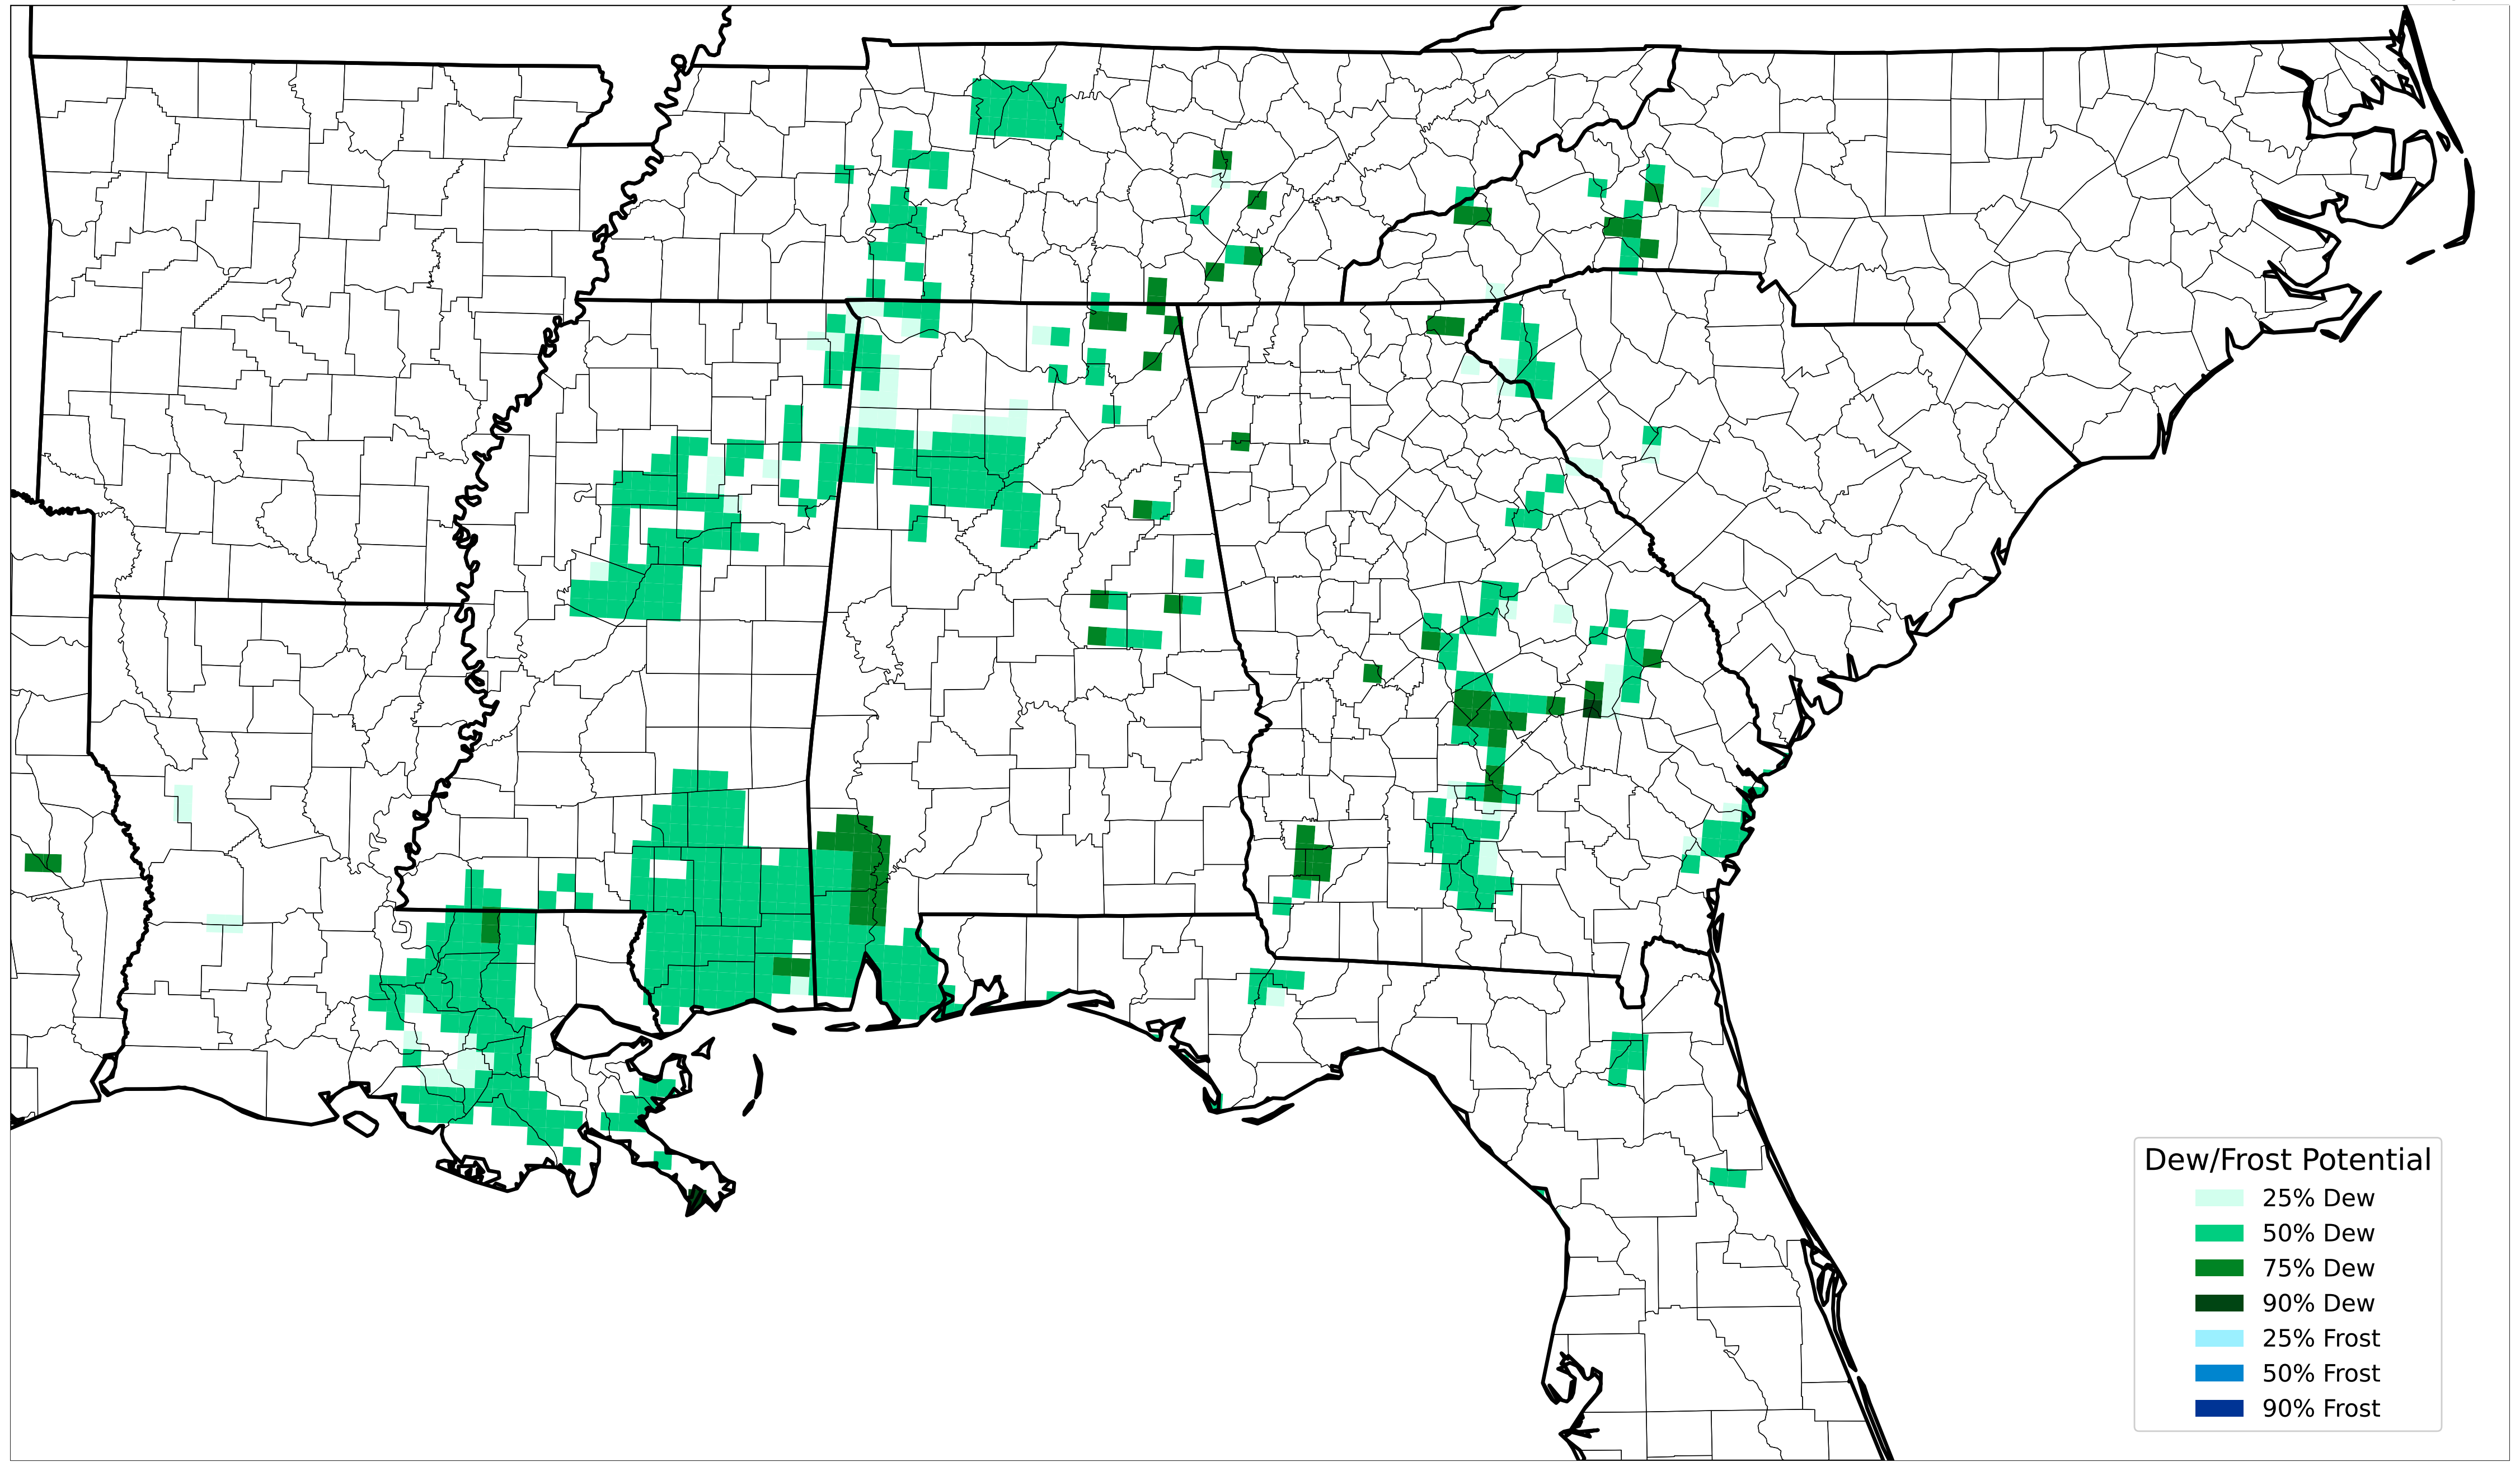 Dew/Frost Potential
25% Dew
50% Dew
75% Dew
90% Dew
25% Frost
50% Frost
90% Frost